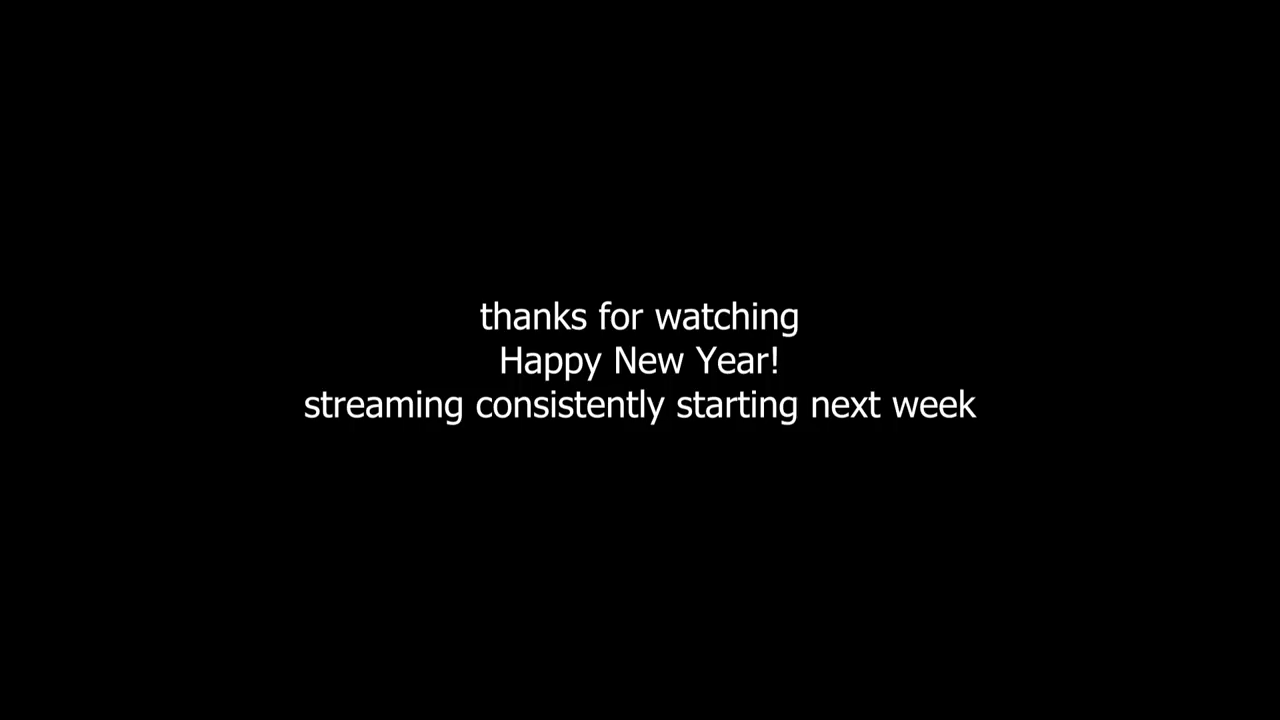 thanks for watching
Happy New Year!
streaming consistently starting next week